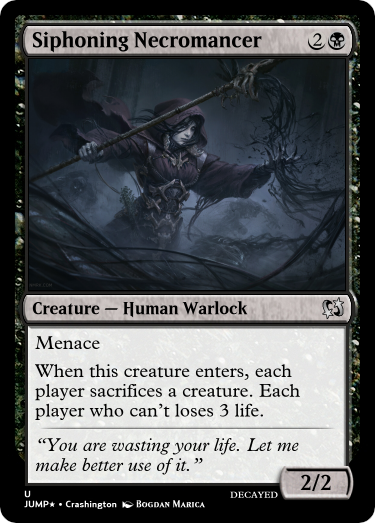 Siphoning Necromancer 2
Creature — Human Warlock
Menace
When this creature enters, each
player sacrifices a creature. Each
player who can't loses 3 life.
“You are wasting your life. Let me
make better use of it.”
2/2
U
DECAYED
JUMP★ • Crashington Bogdan Marica